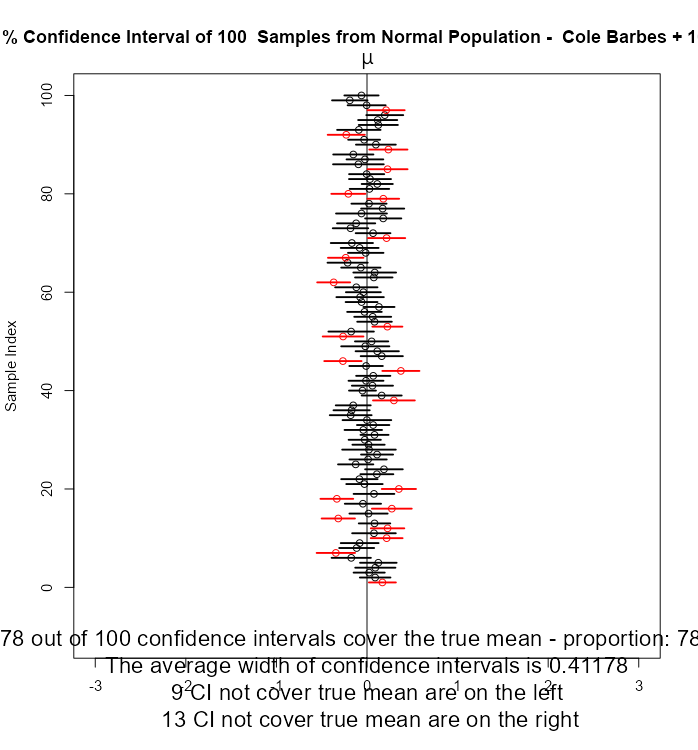 % Confidence Interval of 100 Samples from Normal Population - Cole Barbes + 1
μ
100
80
60
40
20
0
Sample Index
78 out of 100 confidence intervals cover the true mean - proportion: 78
The average width of confidence intervals is 0.41178
-3 -2 -1 0 1 2 3
9 CI not cover true mean are on the left
13 CI not cover true mean are on the right